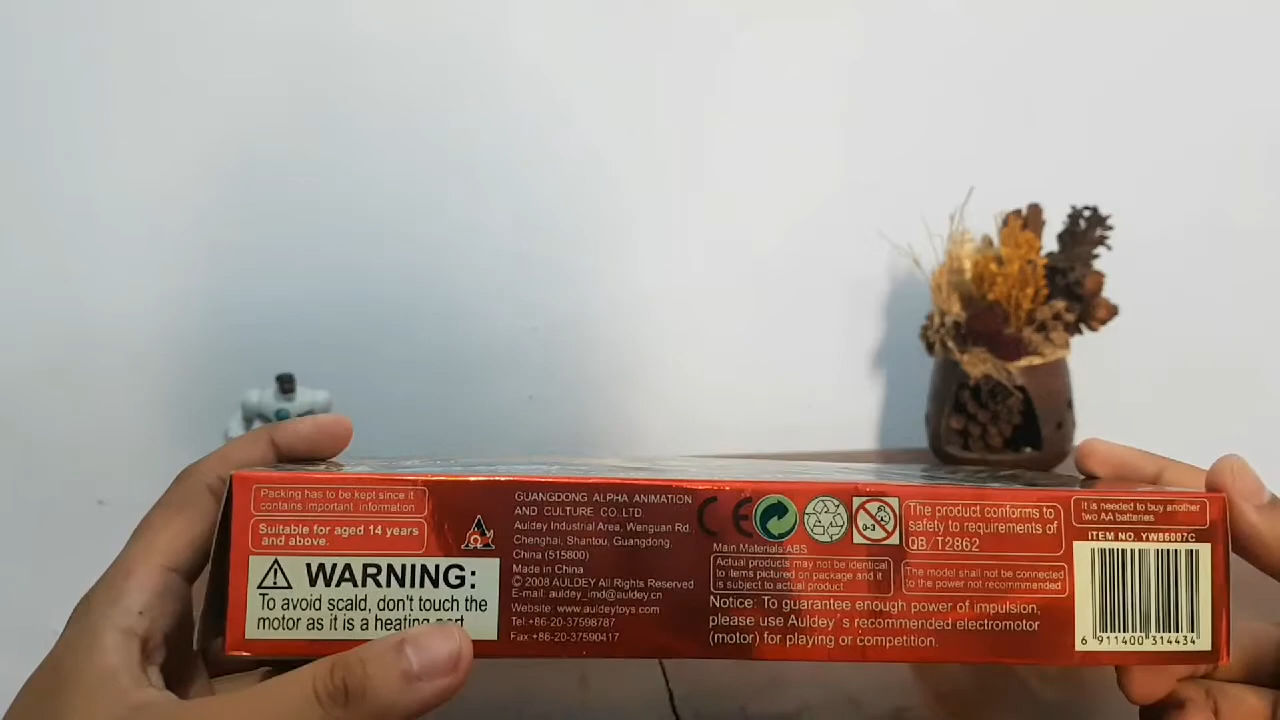 Packing has to be kept since it
contains important information
Suitable for aged 14 years
and above.
WARNING:
To avoid scald, don't touch the
motor as it is a heating part.
GUANGDONG ALPHA ANIMATION
AND CULTURE CO.,LTD.
Auldey Industrial Area, Wenguan Rd.,
Chenghai, Shantou, Guangdong,
China (515800)
Made in China
© 2008 AULDEY All Rights Reserved
E-mail: auldey_imd@auldey.cn
Website: www.auldeytoys.com
Tel.+86-20-37598787
Fax:+86-20-37590417
CE
0-3
Main Materials:ABS
Actual products may not be identical
to items pictured on package and it
is subject to actual product
The product conforms to
safety to requirements of
QB/T2862
The model shall not be connected
to the power not recommended
Notice: To guarantee enough power of impulsion,
please use Auldey's recommended electromotor
(motor) for playing or competition.
It is needed to buy another
two AA batteries
ITEM NO. YW86007C
6 911400 314434